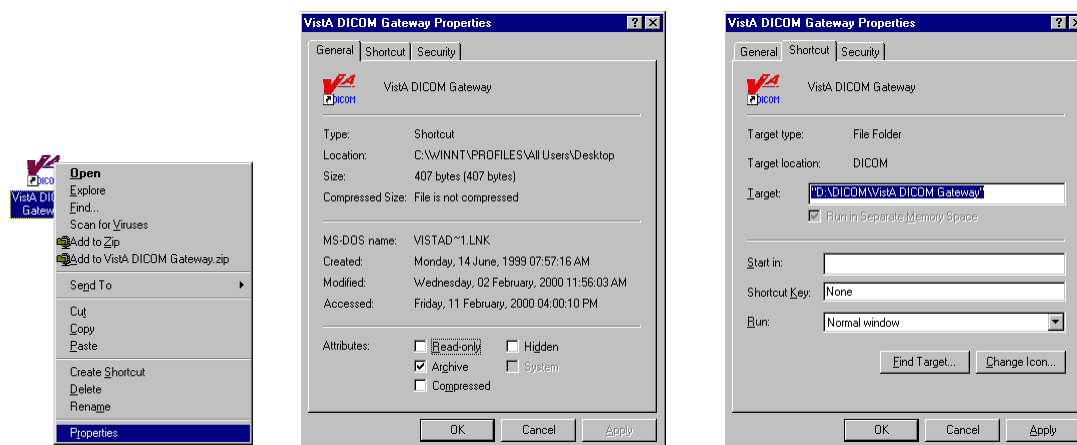 DICOM
VistA DI
Gatew
Open
Explore
Find...
Scan for Viruses
Add to Zip
Add to VistA DICOM Gateway.zip
Send To
Cut
Copy
Paste
Create Shortcut
Delete
Rename
Properties
VistA DICOM Gateway Properties
General Shortcut Security
VistA
DICOM
VistA DICOM Gateway
Type: Shortcut
Location: C:\WINNT\PROFILES\All Users\Desktop
Size: 407 bytes (407 bytes)
Compressed Size: File is not compressed
MS-DOS name: VISTAD~1.LNK
Created: Monday, 14 June, 1999 07:57:16 AM
Modified: Wednesday, 02 February, 2000 11:56:03 AM
Accessed: Friday, 11 February, 2000 04:00:10 PM
Attributes: Read-only Hidden
Archive System
Compressed
OK Cancel Apply
VistA DICOM Gateway Properties
General Shortcut Security
VistA
DICOM
VistA DICOM Gateway
Target type: File Folder
Target location: DICOM
Target: "D:\DICOM\VistA DICOM Gateway"
Run in Separate Memory Space
Start in:
Shortcut Key: None
Run: Normal window
Find Target... Change Icon...
OK Cancel Apply